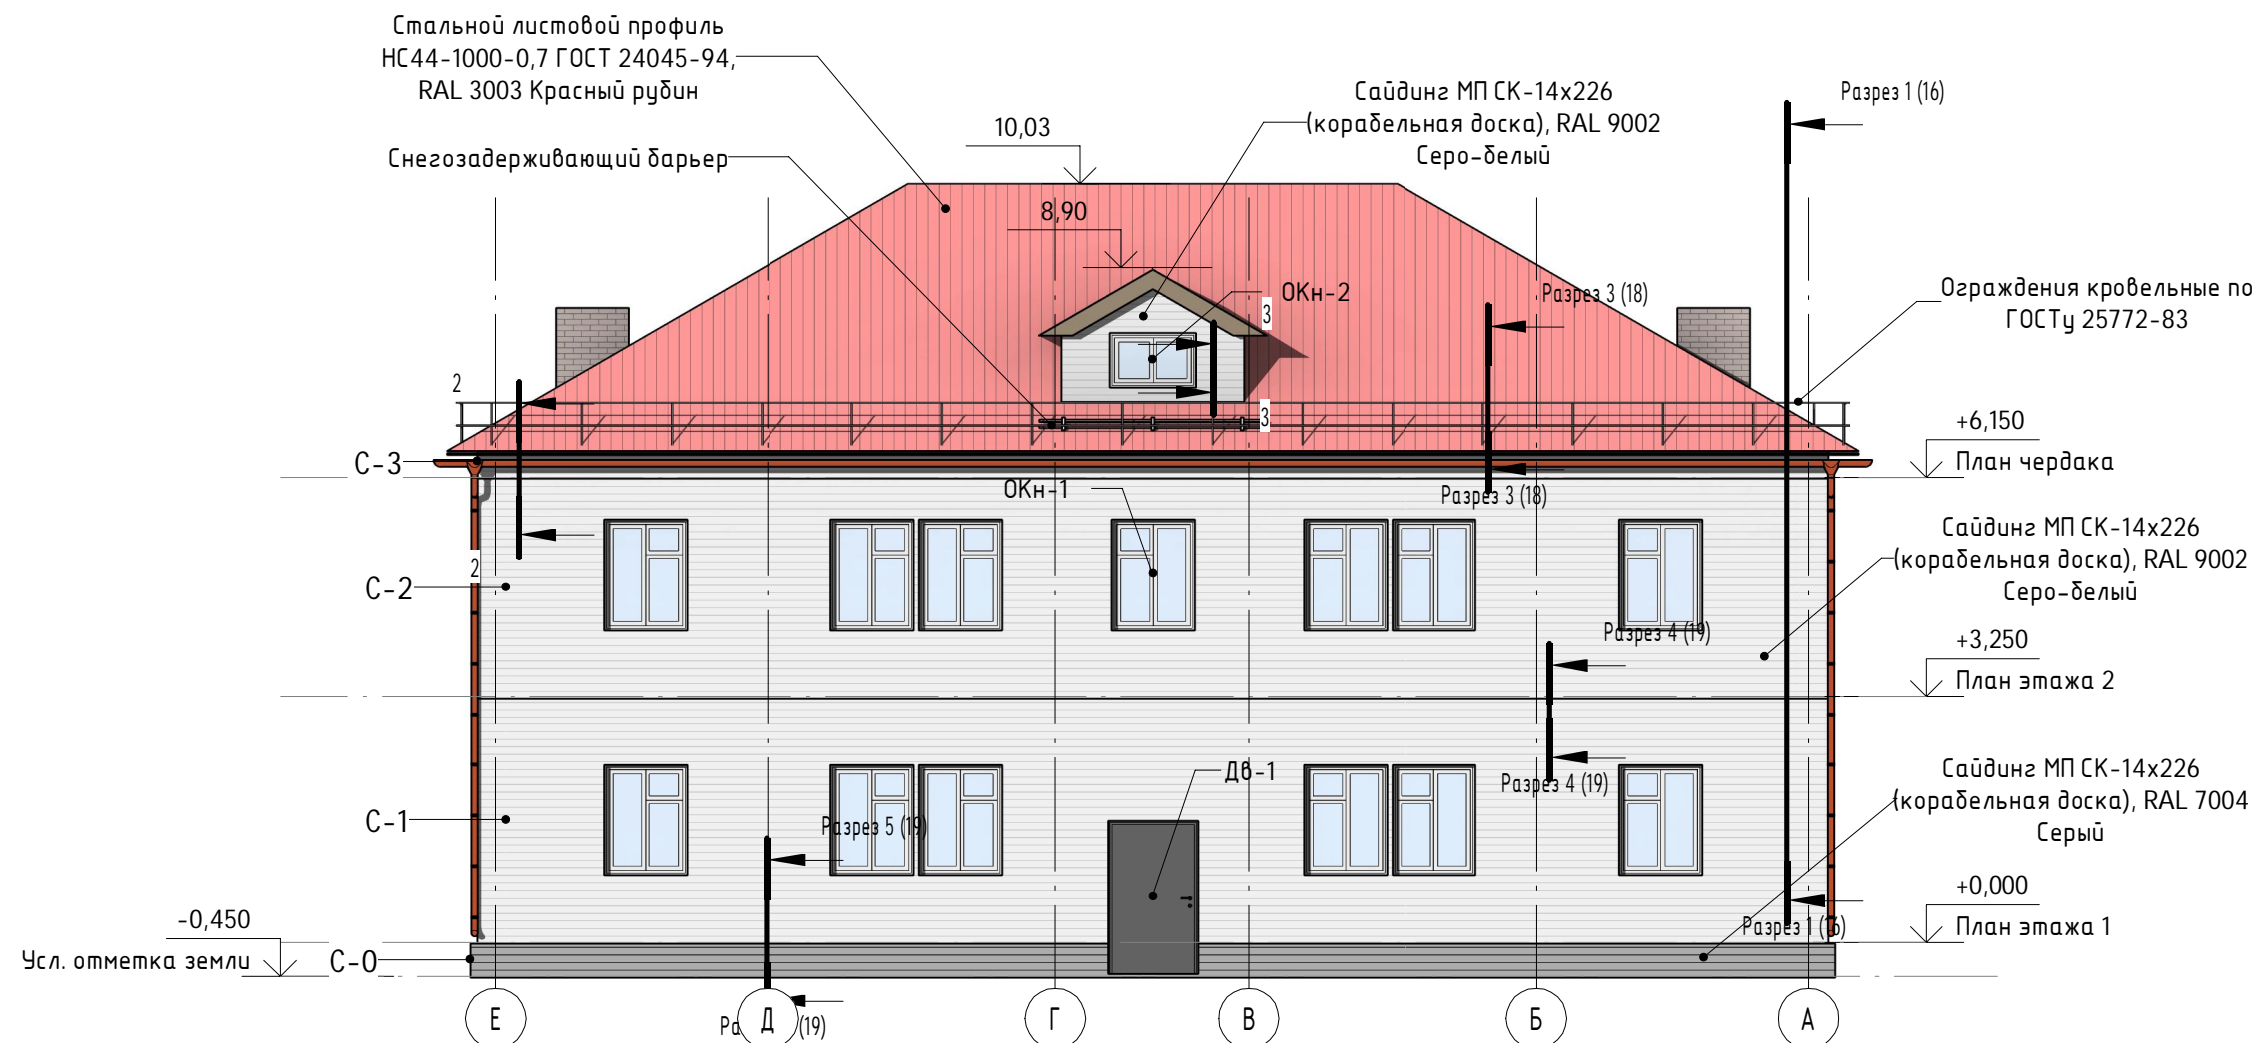 Стальной листовой профиль
НС44-1000-0,7 ГОСТ 24045-94,
RAL 3003 Красный рубин
Снегозадерживающий барьер
10,03
8,90
Сайдинг МП СК-14х226
(корабельная доска), RAL 9002
Серо-белый
Разрез 1 (16)
ОКн-2
3
3
Разрез 3 (18)
Ограждения кровельные по
ГОСТу 25772-83
2
2
С-3
+6,150
План чердака
ОКн-1
Разрез 3 (18)
С-2
Сайдинг МП СК-14х226
(корабельная доска), RAL 9002
Серо-белый
Разрез 4 (19)
+3,250
План этажа 2
Дв-1
Разрез 4 (19)
Сайдинг МП СК-14х226
(корабельная доска), RAL 7004
Серый
С-1
Разрез 5 (19)
+0,000
План этажа 1
Разрез 1 (16)
-0,450
Усл. отметка земли
С-0
Е
Ра
Д
(19)
Г
В
Б
А